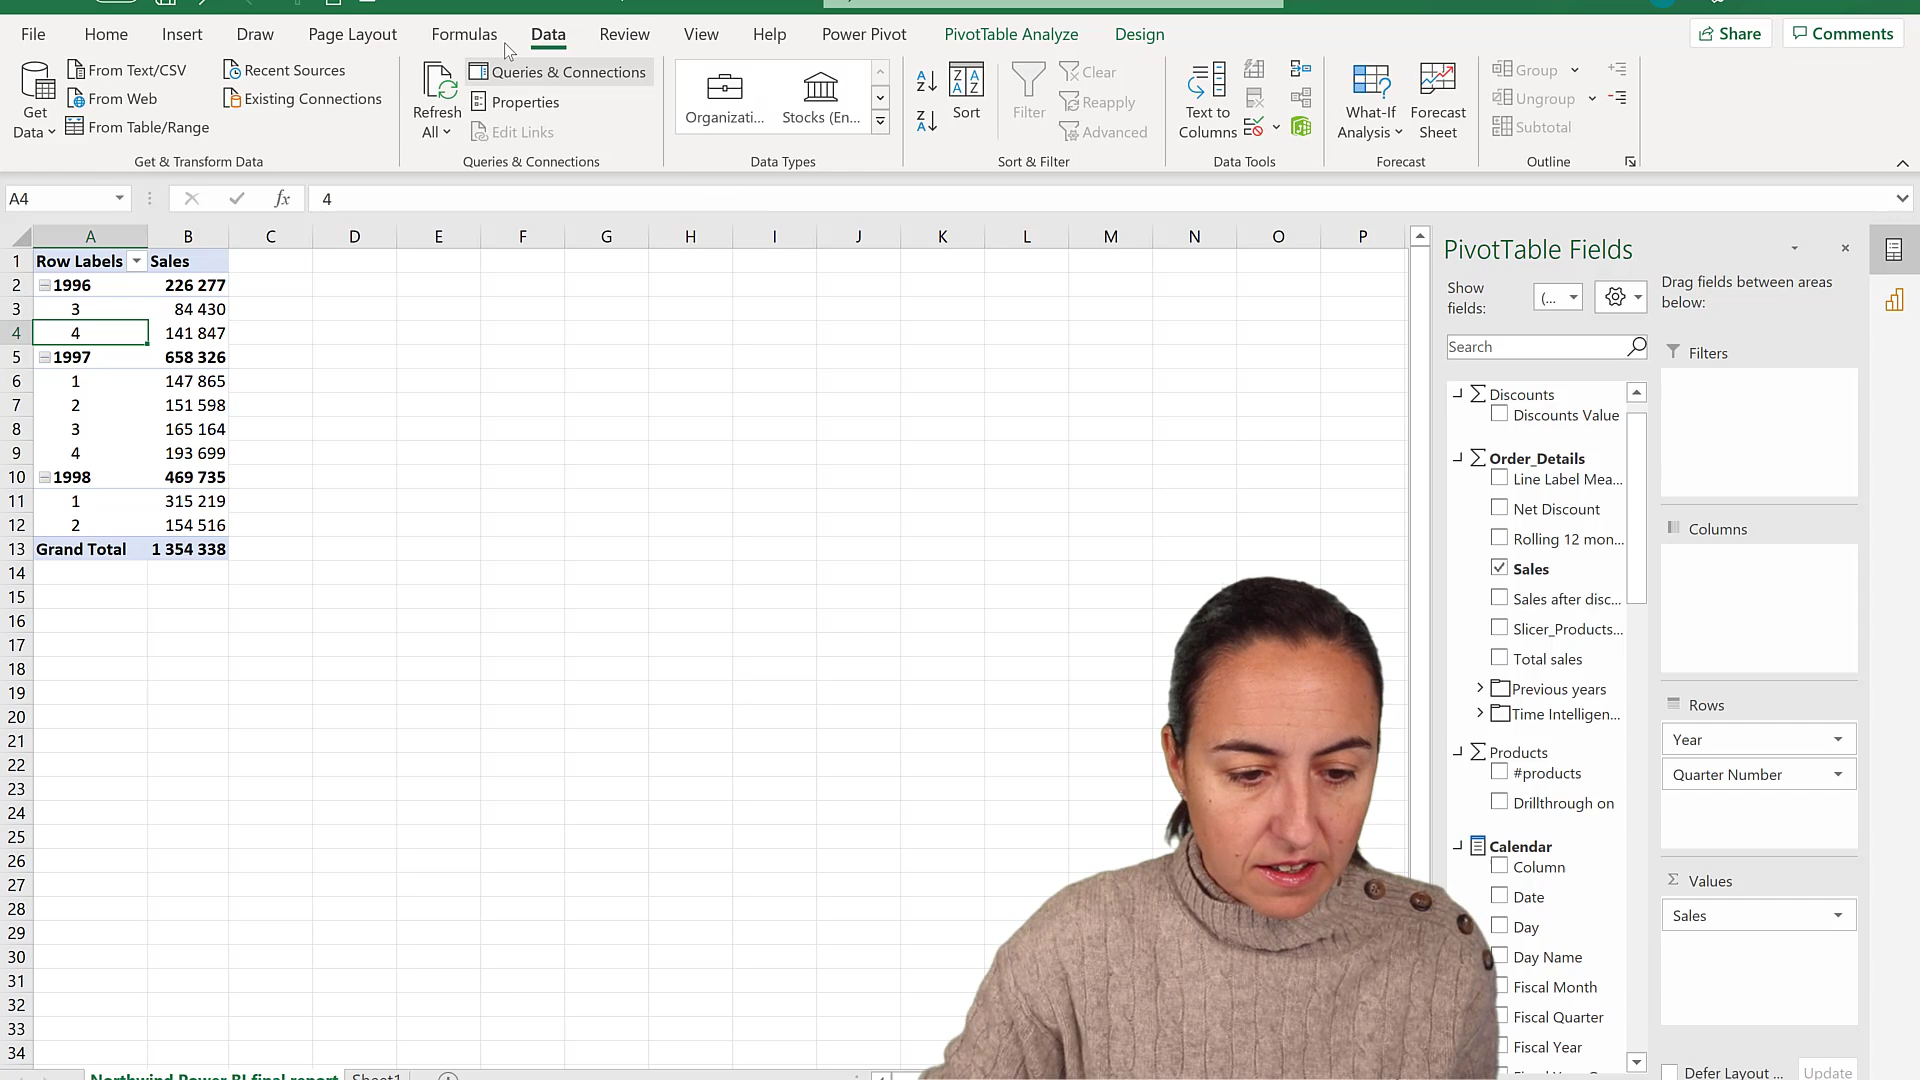 File Home Insert Draw Page Layout Formulas Data Review View Help Power Pivot PivotTable Analyze Design Share Comments
Get Data
From Text/CSV
From Web
From Table/Range
Recent Sources
Existing Connections
Get & Transform Data
Refresh All
Queries & Connections
Properties
Edit Links
Queries & Connections
Organizati...
Stocks (En...
Data Types
Sort
Filter
Clear
Reapply
Advanced
Sort & Filter
Text to Columns
Data Tools
What-If Analysis
Forecast Sheet
Forecast
Group
Ungroup
Subtotal
Outline
A4 fx 4
A B C D E F G H I J K L M N O P
1 Row Labels Sales
2 1996 226 277
3 3 84 430
4 4 141 847
5 1997 658 326
6 1 147 865
7 2 151 598
8 3 165 164
9 4 193 699
10 1998 469 735
11 1 315 219
12 2 154 516
13 Grand Total 1 354 338
14
15
16
17
18
19
20
21
22
23
24
25
26
27
28
29
30
31
32
33
34
Northwind Power BI final report Sheet1
PivotTable Fields
Show fields:
(...
Search
Discounts
Discounts Value
Order_Details
Line Label Mea...
Net Discount
Rolling 12 mon...
Sales
Sales after disc...
Slicer_Products...
Total sales
Previous years
Time Intelligen...
Products
#products
Drillthrough on
Calendar
Column
Date
Day
Day Name
Fiscal Month
Fiscal Quarter
Fiscal Year
Drag fields between areas below:
Filters
Columns
Rows
Year
Quarter Number
Values
Sales
Defer Layout ... Update